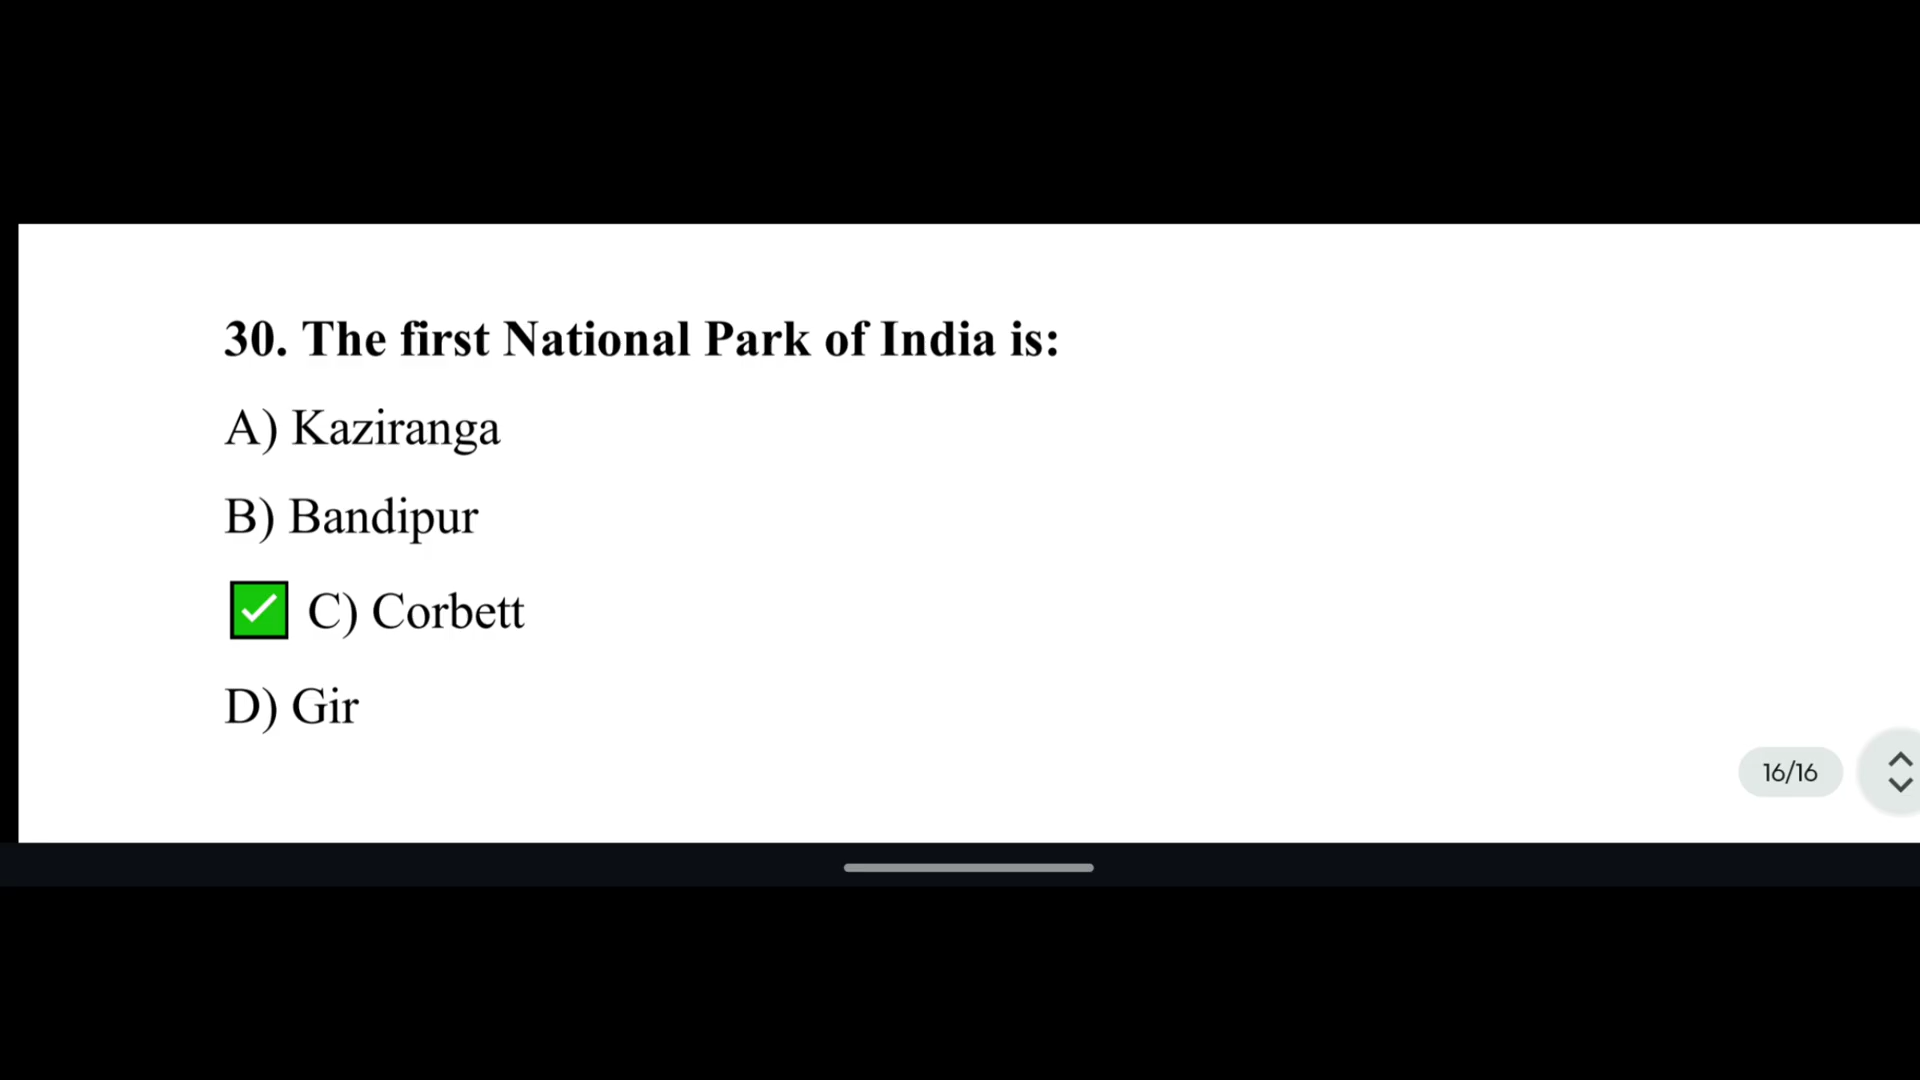 30. The first National Park of India is:
A) Kaziranga
B) Bandipur
C) Corbett
D) Gir
16/16